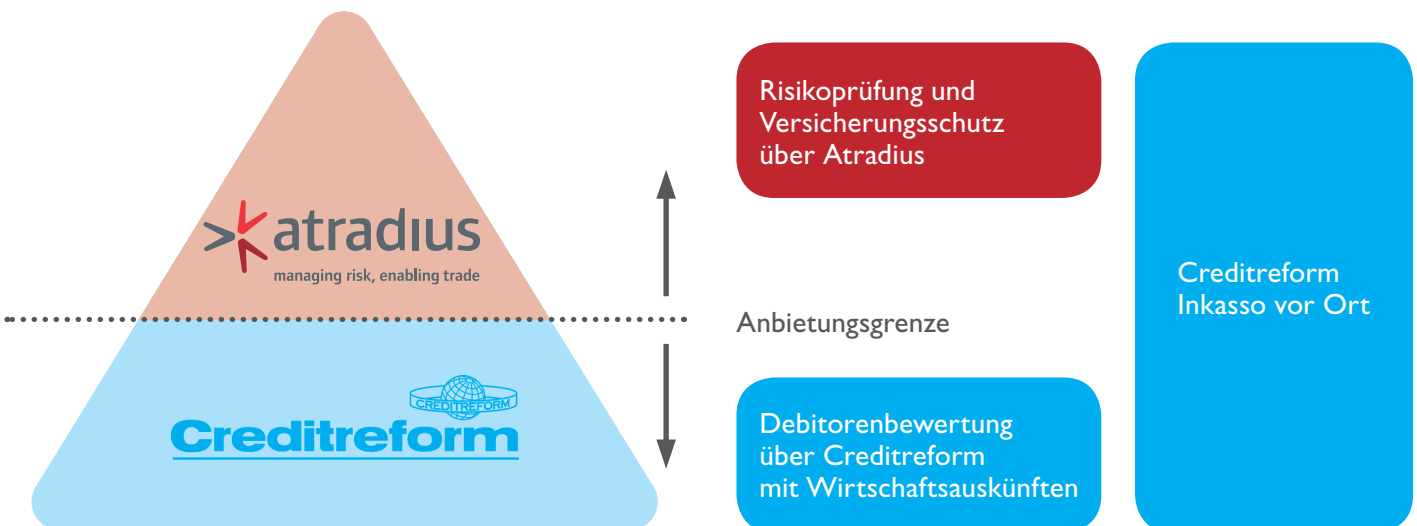 atradius
managing risk, enabling trade
CREDITREFORM
Creditreform
Risikoprüfung und
Versicherungsschutz
über Atradius
Anbietungsgrenze
Debitorenbewertung
über Creditreform
mit Wirtschaftsauskünften
Creditreform
Inkasso vor Ort